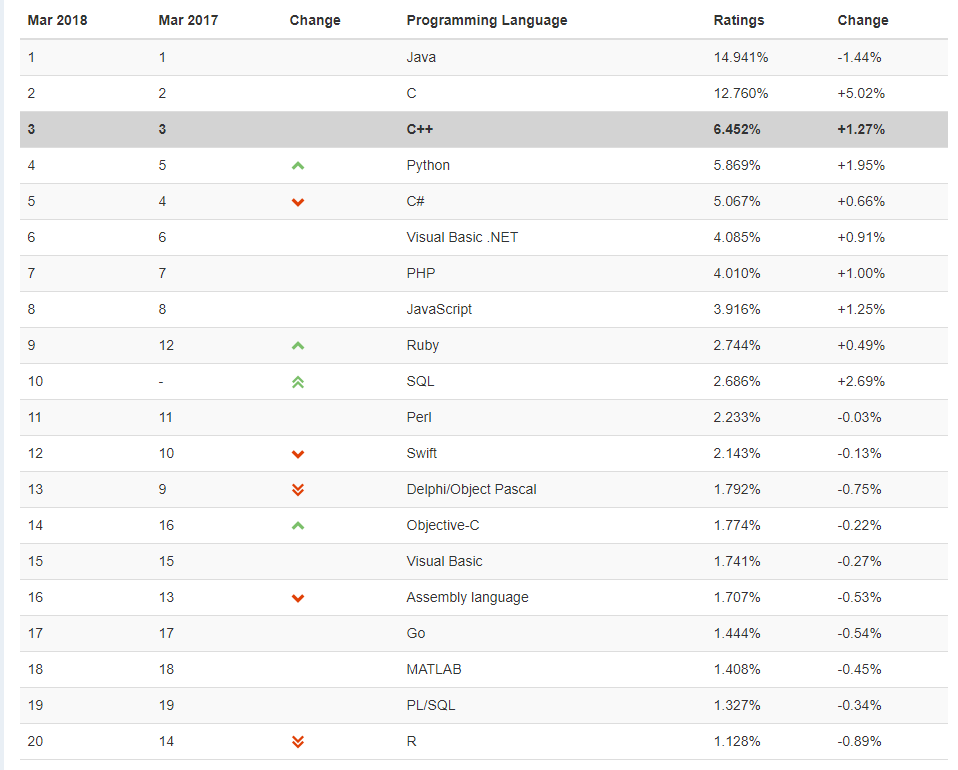 Mar 2018 Mar 2017 Change Programming Language Ratings Change
1 1 Java 14.941% -1.44%
2 2 C 12.760% +5.02%
3 3 C++ 6.452% +1.27%
4 5 Python 5.869% +1.95%
5 4 C# 5.067% +0.66%
6 6 Visual Basic .NET 4.085% +0.91%
7 7 PHP 4.010% +1.00%
8 8 JavaScript 3.916% +1.25%
9 12 Ruby 2.744% +0.49%
10 - SQL 2.686% +2.69%
11 11 Perl 2.233% -0.03%
12 10 Swift 2.143% -0.13%
13 9 Delphi/Object Pascal 1.792% -0.75%
14 16 Objective-C 1.774% -0.22%
15 15 Visual Basic 1.741% -0.27%
16 13 Assembly language 1.707% -0.53%
17 17 Go 1.444% -0.54%
18 18 MATLAB 1.408% -0.45%
19 19 PL/SQL 1.327% -0.34%
20 14 R 1.128% -0.89%